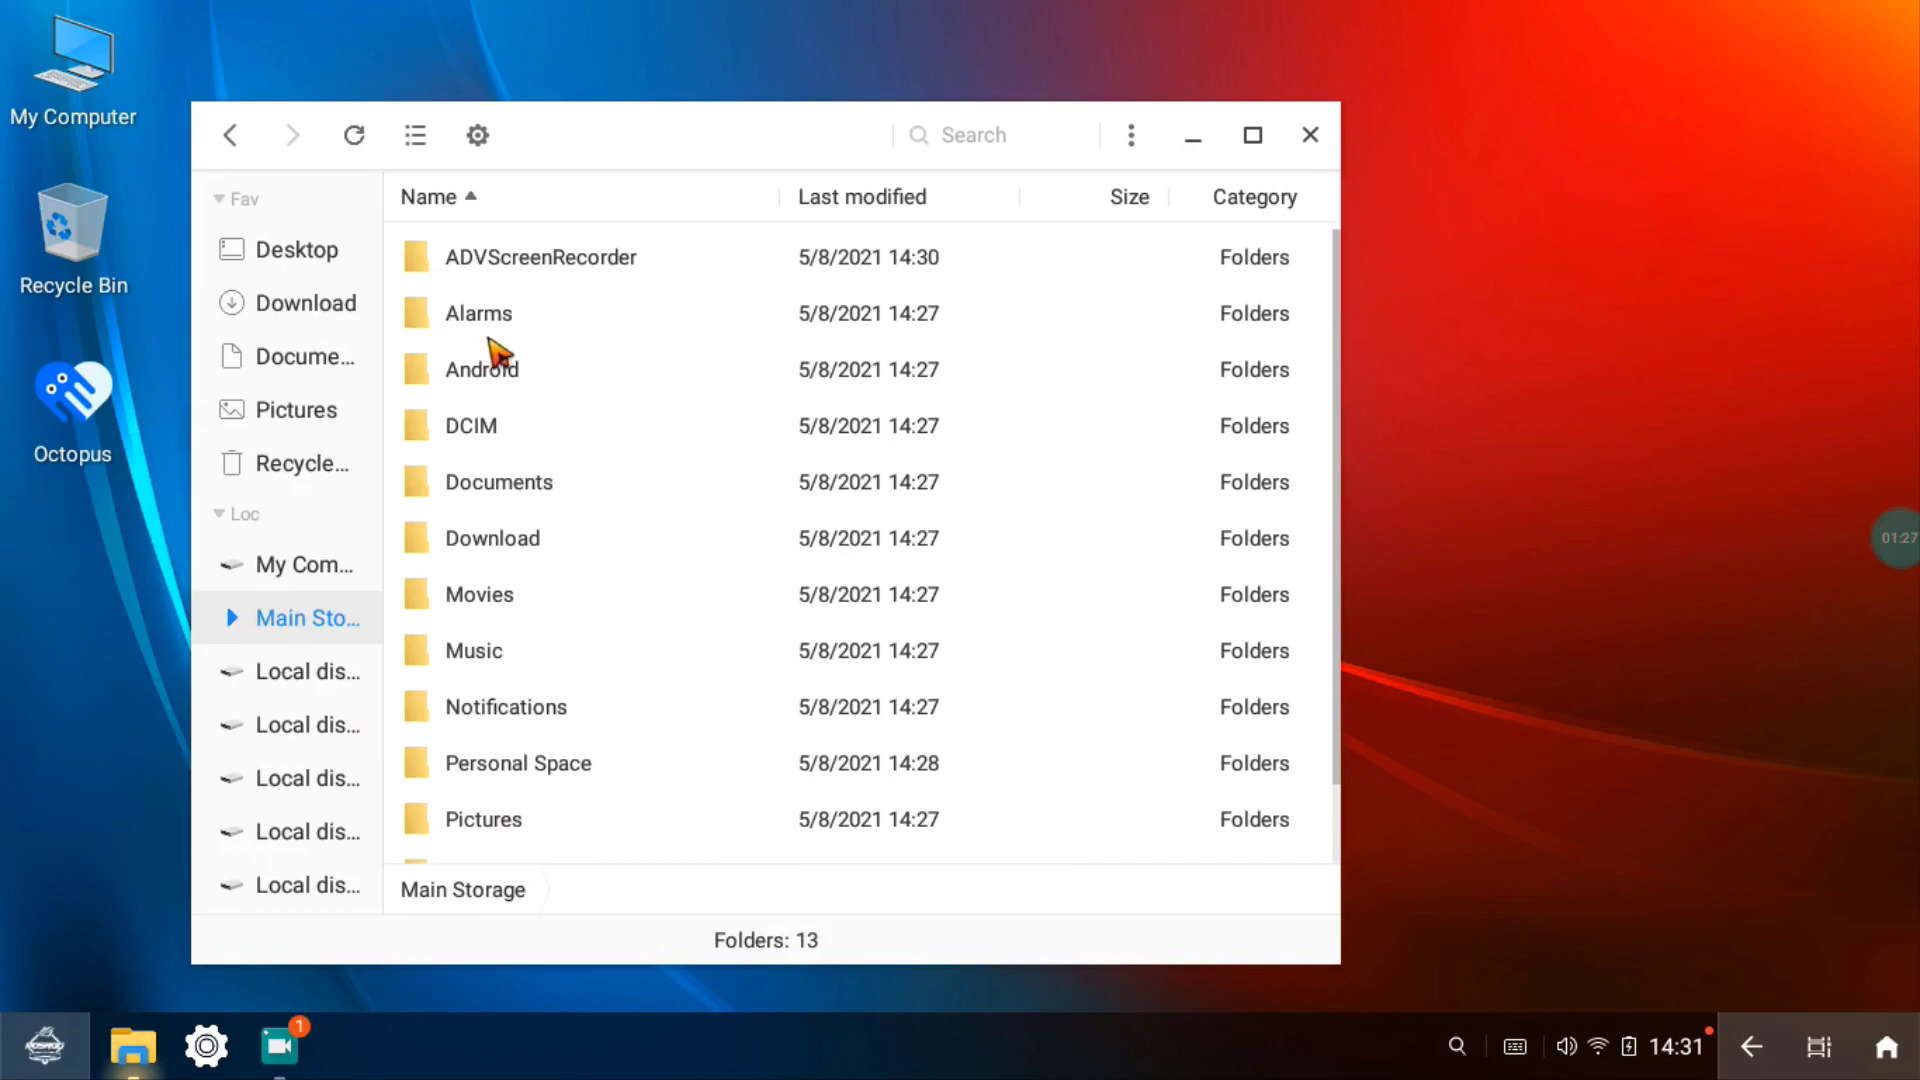 My Computer
Recycle Bin
Octopus
Search
Fav
Desktop
Download
Docume...
Pictures
Recycle...
Loc
My Com...
Main Sto...
Local dis...
Local dis...
Local dis...
Local dis...
Local dis...
Name Last modified Size Category
ADVScreenRecorder 5/8/2021 14:30 Folders
Alarms 5/8/2021 14:27 Folders
Android 5/8/2021 14:27 Folders
DCIM 5/8/2021 14:27 Folders
Documents 5/8/2021 14:27 Folders
Download 5/8/2021 14:27 Folders
Movies 5/8/2021 14:27 Folders
Music 5/8/2021 14:27 Folders
Notifications 5/8/2021 14:27 Folders
Personal Space 5/8/2021 14:28 Folders
Pictures 5/8/2021 14:27 Folders
Main Storage
Folders: 13
01:27
1
14:31